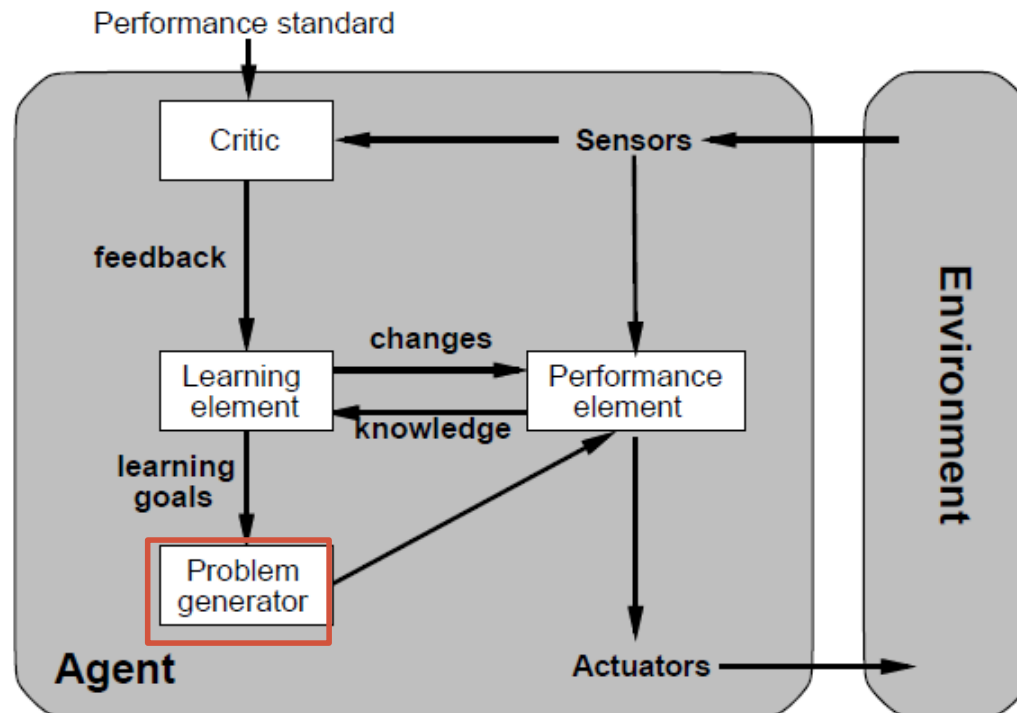 Performance standard
Critic
Sensors
feedback
changes
Learning
element
Performance
element
knowledge
learning
goals
Problem
generator
Agent
Actuators
Environment